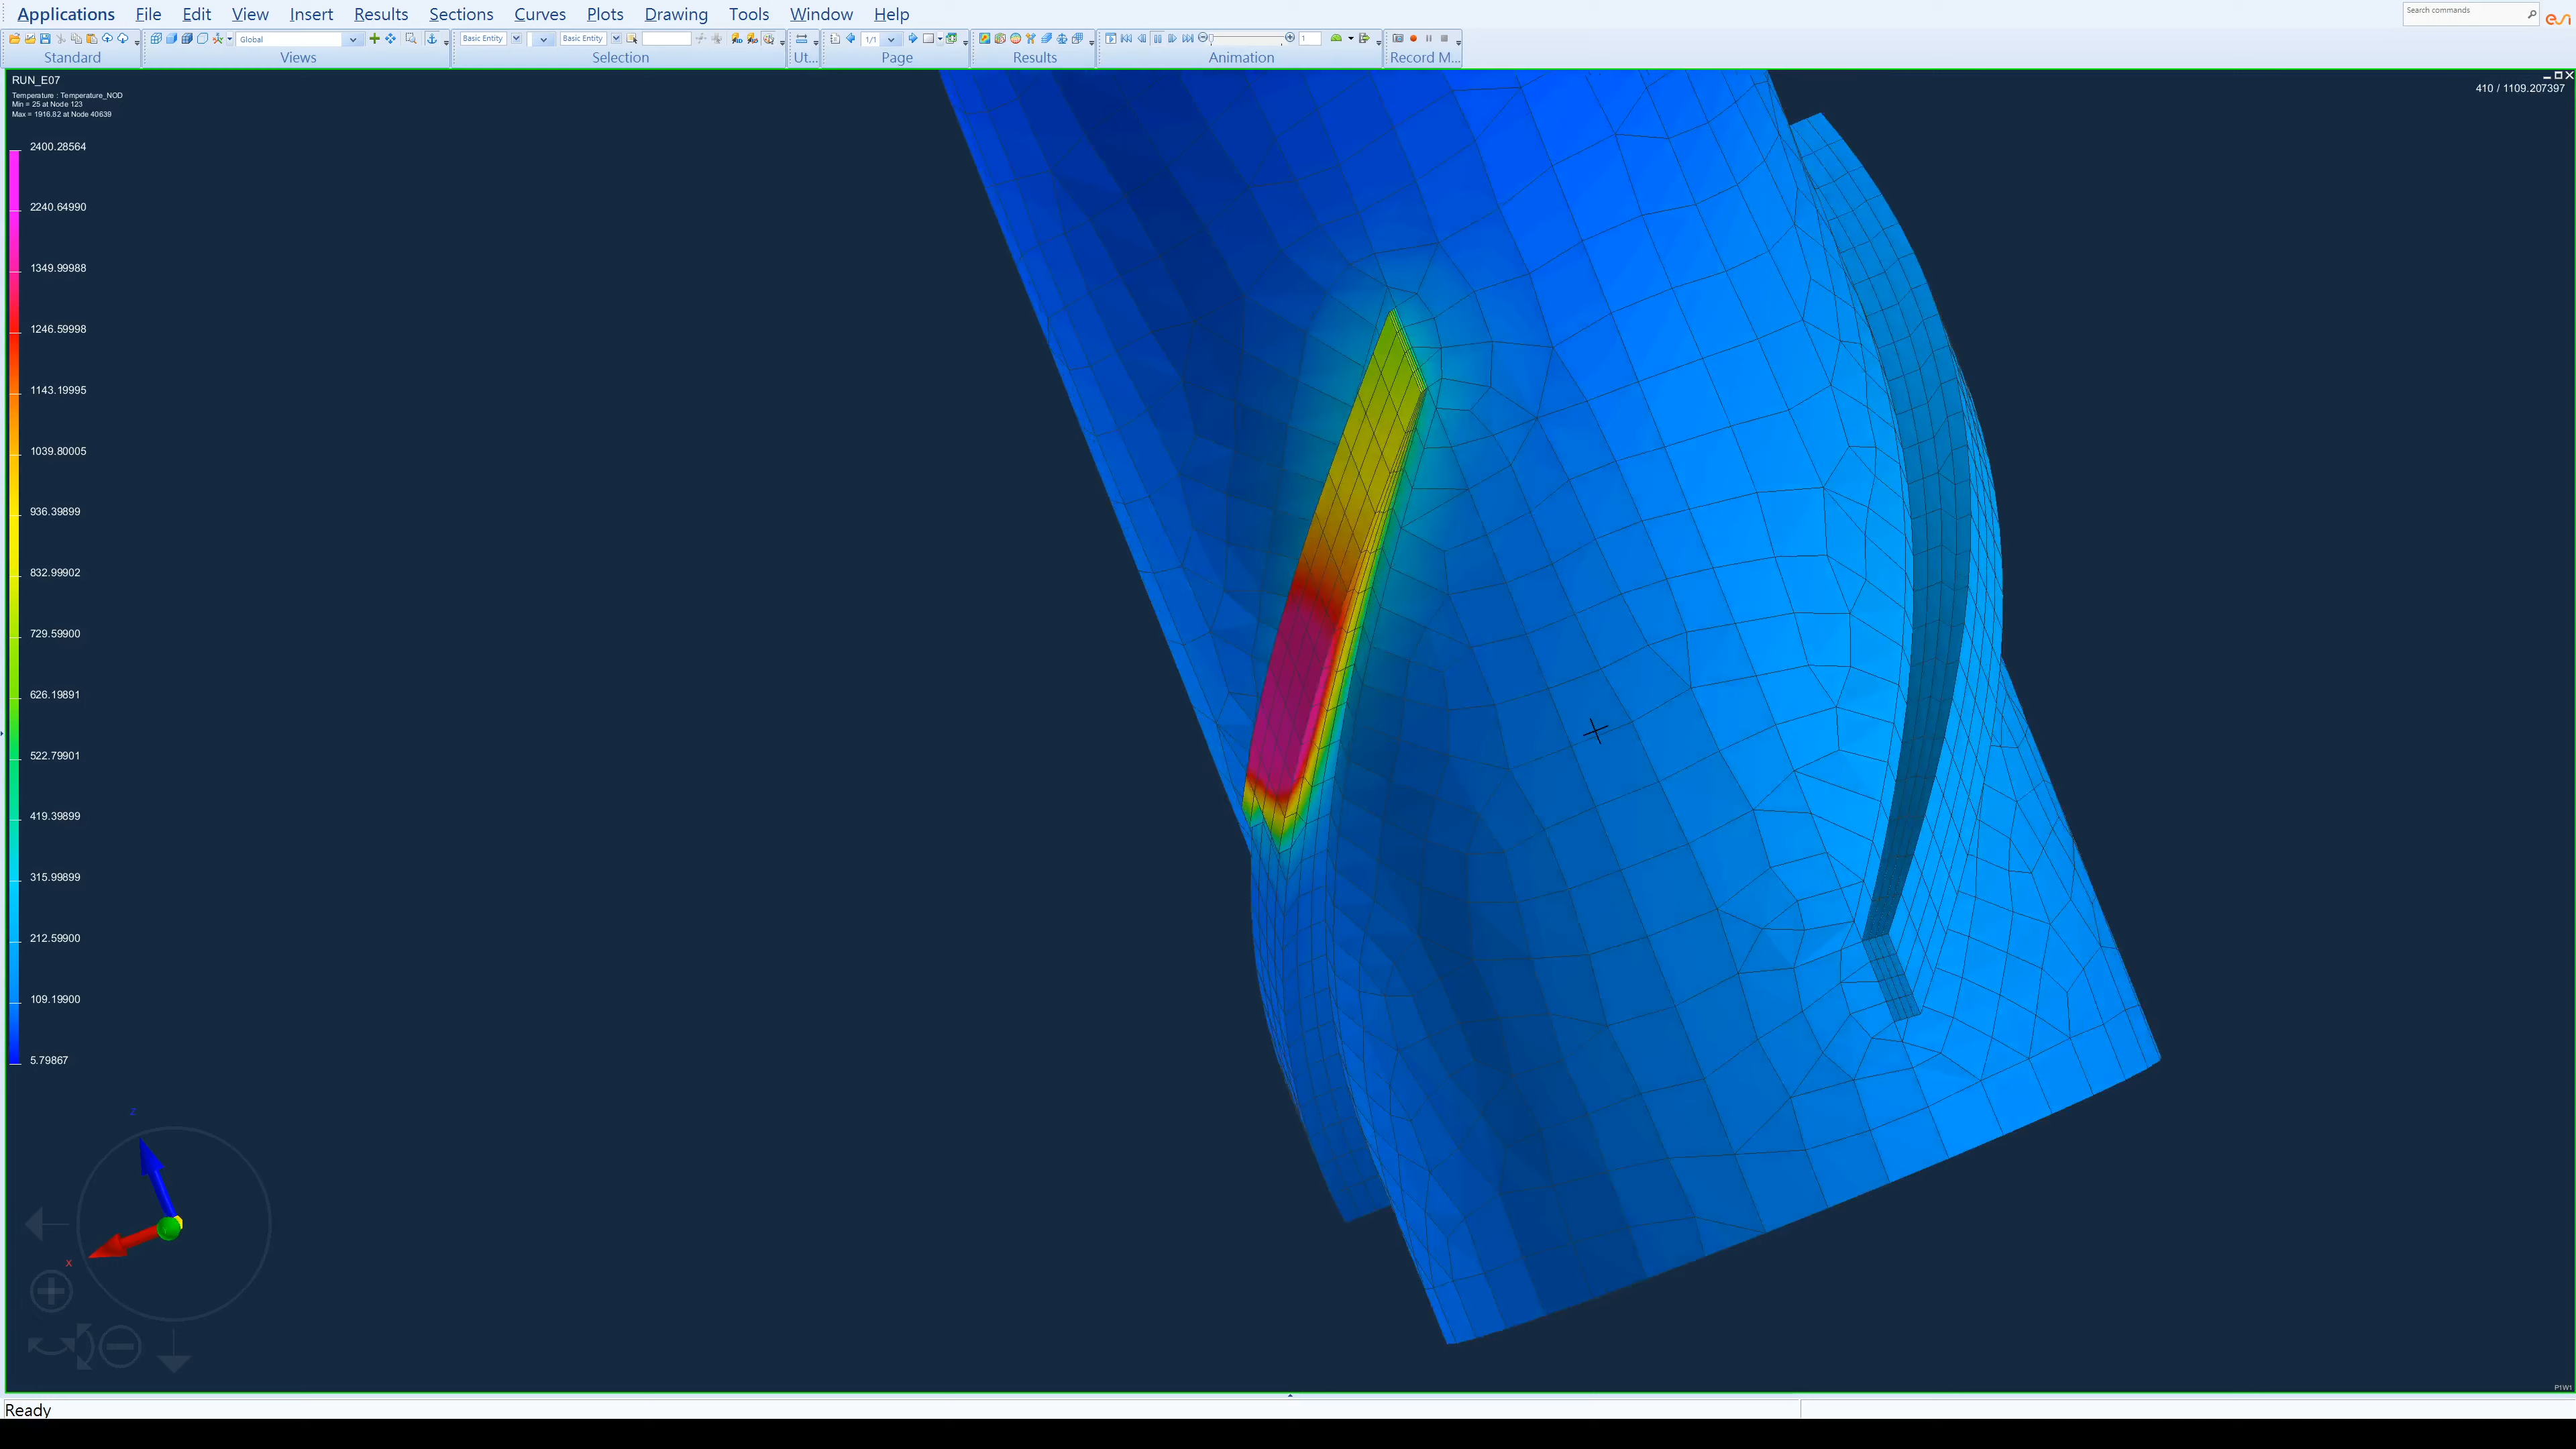 Applications File Edit View Insert Results Sections Curves Plots Drawing Tools Window Help
Search commands
esi
Global
Basic Entity
Basic Entity
1/1
1
Standard Views Selection Ut... Page Results Animation Record M...
RUN_E07
410 / 1109.207397
Temperature : Temperature_NOD
Min = 25 at Node 123
Max = 1916.82 at Node 40639
2400.28564
2240.64990
1349.99988
1246.59998
1143.19995
1039.80005
936.39899
832.99902
729.59900
626.19891
522.79901
419.39899
315.99899
212.59900
109.19900
5.79867
Z
X
P1W1
Ready